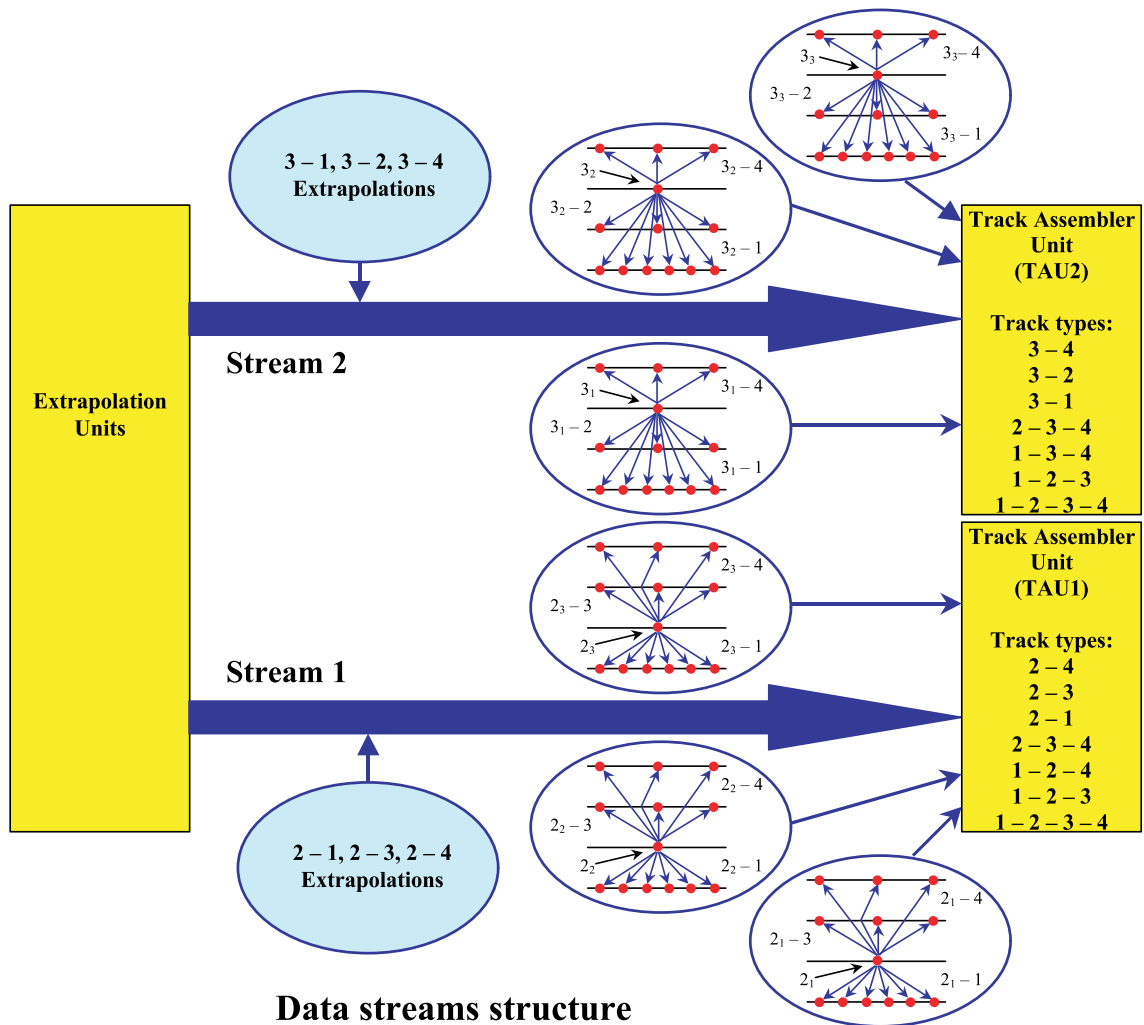 3₃
3₃ – 4
3₃ – 2
3₃ – 1
3 – 1, 3 – 2, 3 – 4
Extrapolations
3₂
3₂ – 4
3₂ – 2
3₂ – 1
Track Assembler
Unit
(TAU2)
Track types:
3 – 4
3 – 2
3 – 1
2 – 3 – 4
1 – 3 – 4
1 – 2 – 3
1 – 2 – 3 – 4
Stream 2
Extrapolation
Units
3₁
3₁ – 4
3₁ – 2
3₁ – 1
2₃ – 4
2₃ – 3
2₃
2₃ – 1
Track Assembler
Unit
(TAU1)
Track types:
2 – 4
2 – 3
2 – 1
2 – 3 – 4
1 – 2 – 4
1 – 2 – 3
1 – 2 – 3 – 4
Stream 1
2₂ – 4
2₂ – 3
2₂
2₂ – 1
2 – 1, 2 – 3, 2 – 4
Extrapolations
2₁ – 4
2₁ – 3
2₁
2₁ – 1
Data streams structure